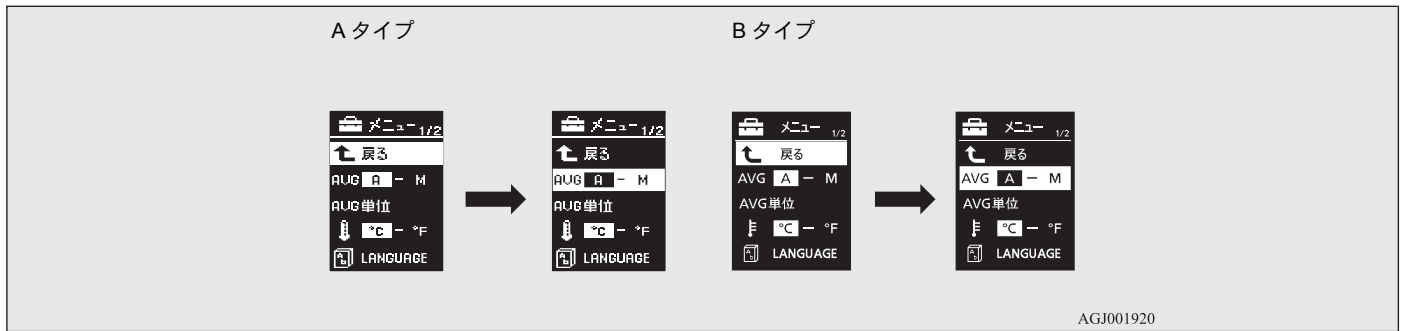 A タイプ
メニュー 1/2
戻る
AVG A － M
AVG単位
°C － °F
LANGUAGE
メニュー 1/2
戻る
AVG A － M
AVG単位
°C － °F
LANGUAGE
B タイプ
メニュー 1/2
戻る
AVG A － M
AVG単位
°C － °F
LANGUAGE
メニュー 1/2
戻る
AVG A － M
AVG単位
°C － °F
LANGUAGE
AGJ001920